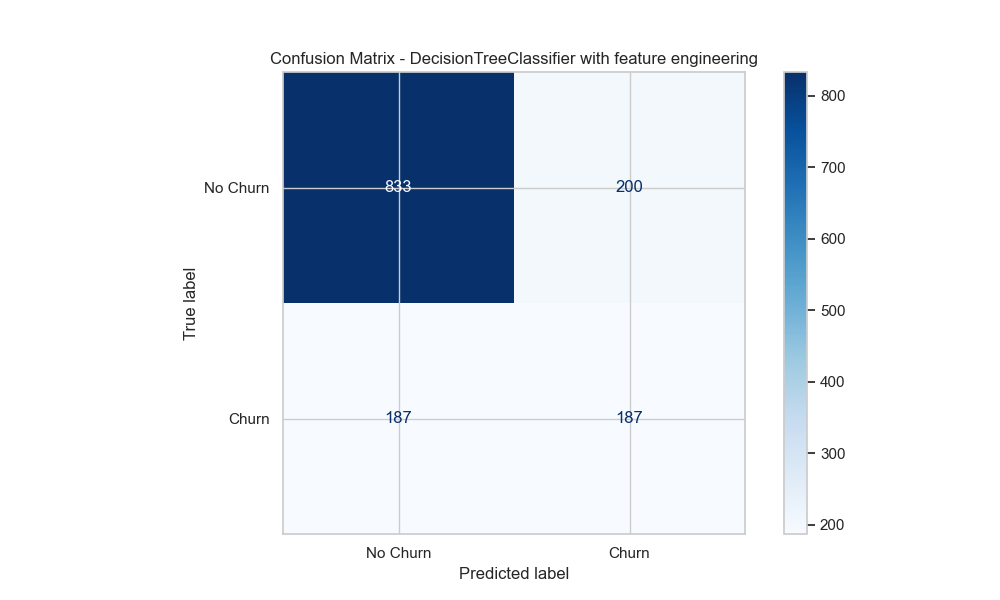 Confusion Matrix - DecisionTreeClassifier with feature engineering
True label
No Churn
833
200
Churn
187
187
No Churn
Churn
Predicted label
800
700
600
500
400
300
200